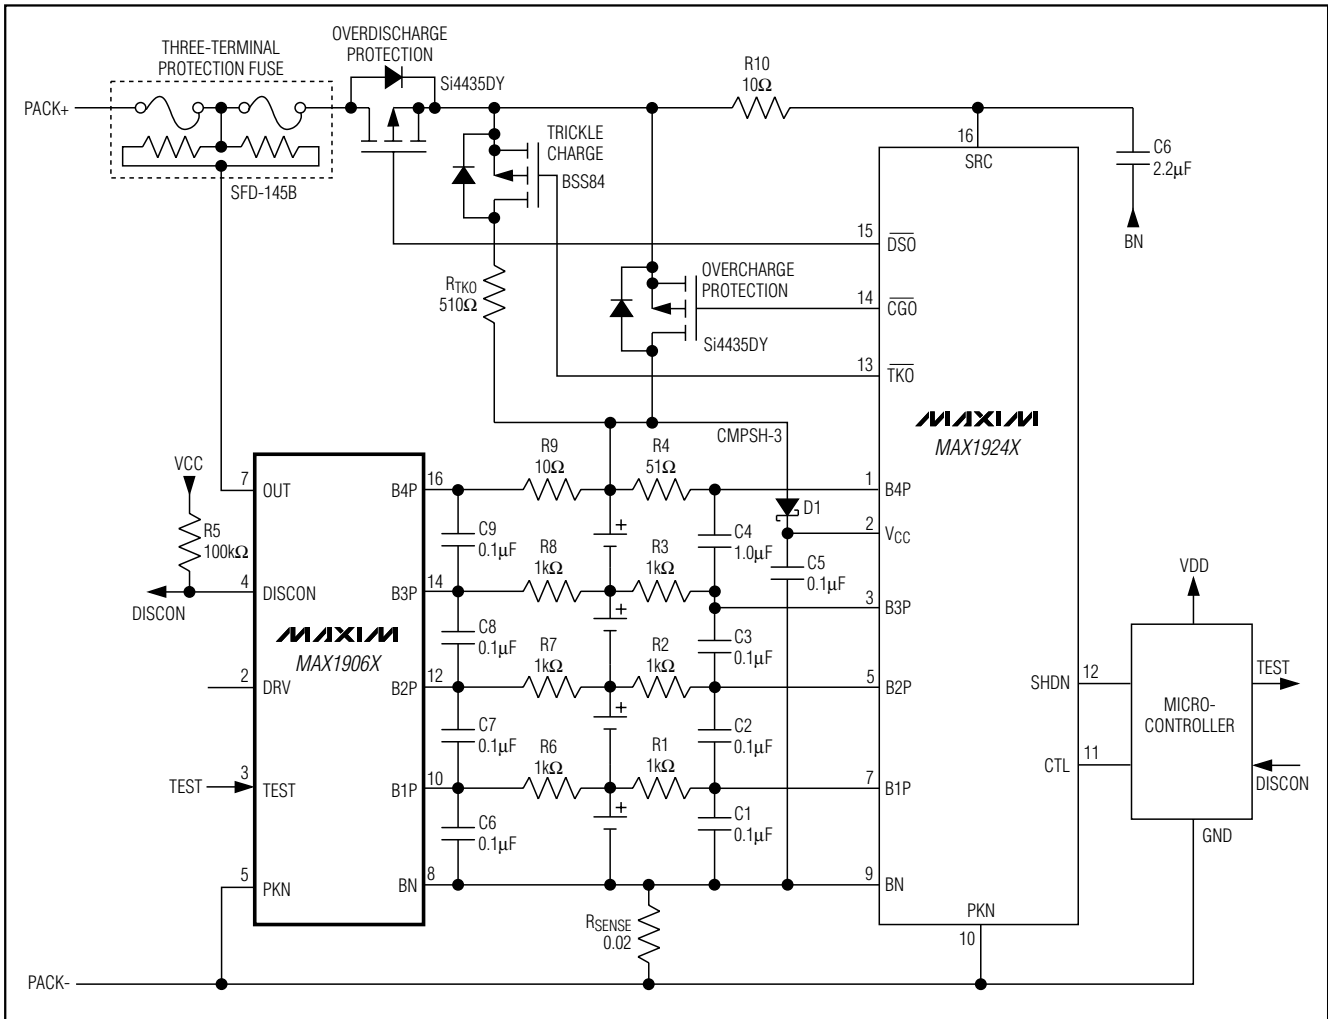 THREE-TERMINAL
PROTECTION FUSE
OVERDISCHARGE
PROTECTION
Si4435DY
R10
10Ω
PACK+
TRICKLE
CHARGE
BSS84
16
SRC
C6
2.2µF
BN
SFD-145B
15
DSO
RTKO
510Ω
OVERCHARGE
PROTECTION
14
CGO
Si4435DY
13
TKO
MAXIM
MAX1924X
CMPSH-3
VCC
R5
100kΩ
7
OUT
B4P
16
R9
10Ω
R4
51Ω
1
B4P
D1
2
VCC
C9
0.1µF
R8
1kΩ
R3
1kΩ
C4
1.0µF
C5
0.1µF
4
DISCON
DISCON
B3P
14
3
B3P
VDD
MAXIM
MAX1906X
C8
0.1µF
R7
1kΩ
R2
1kΩ
C3
0.1µF
2
DRV
B2P
12
5
B2P
SHDN
12
TEST
MICRO-
CONTROLLER
C7
0.1µF
R6
1kΩ
R1
1kΩ
C2
0.1µF
CTL
11
DISCON
TEST
3
TEST
B1P
10
7
B1P
C6
0.1µF
C1
0.1µF
GND
5
PKN
BN
8
9
BN
RSENSE
0.02
PKN
10
PACK-
+
+
+
+